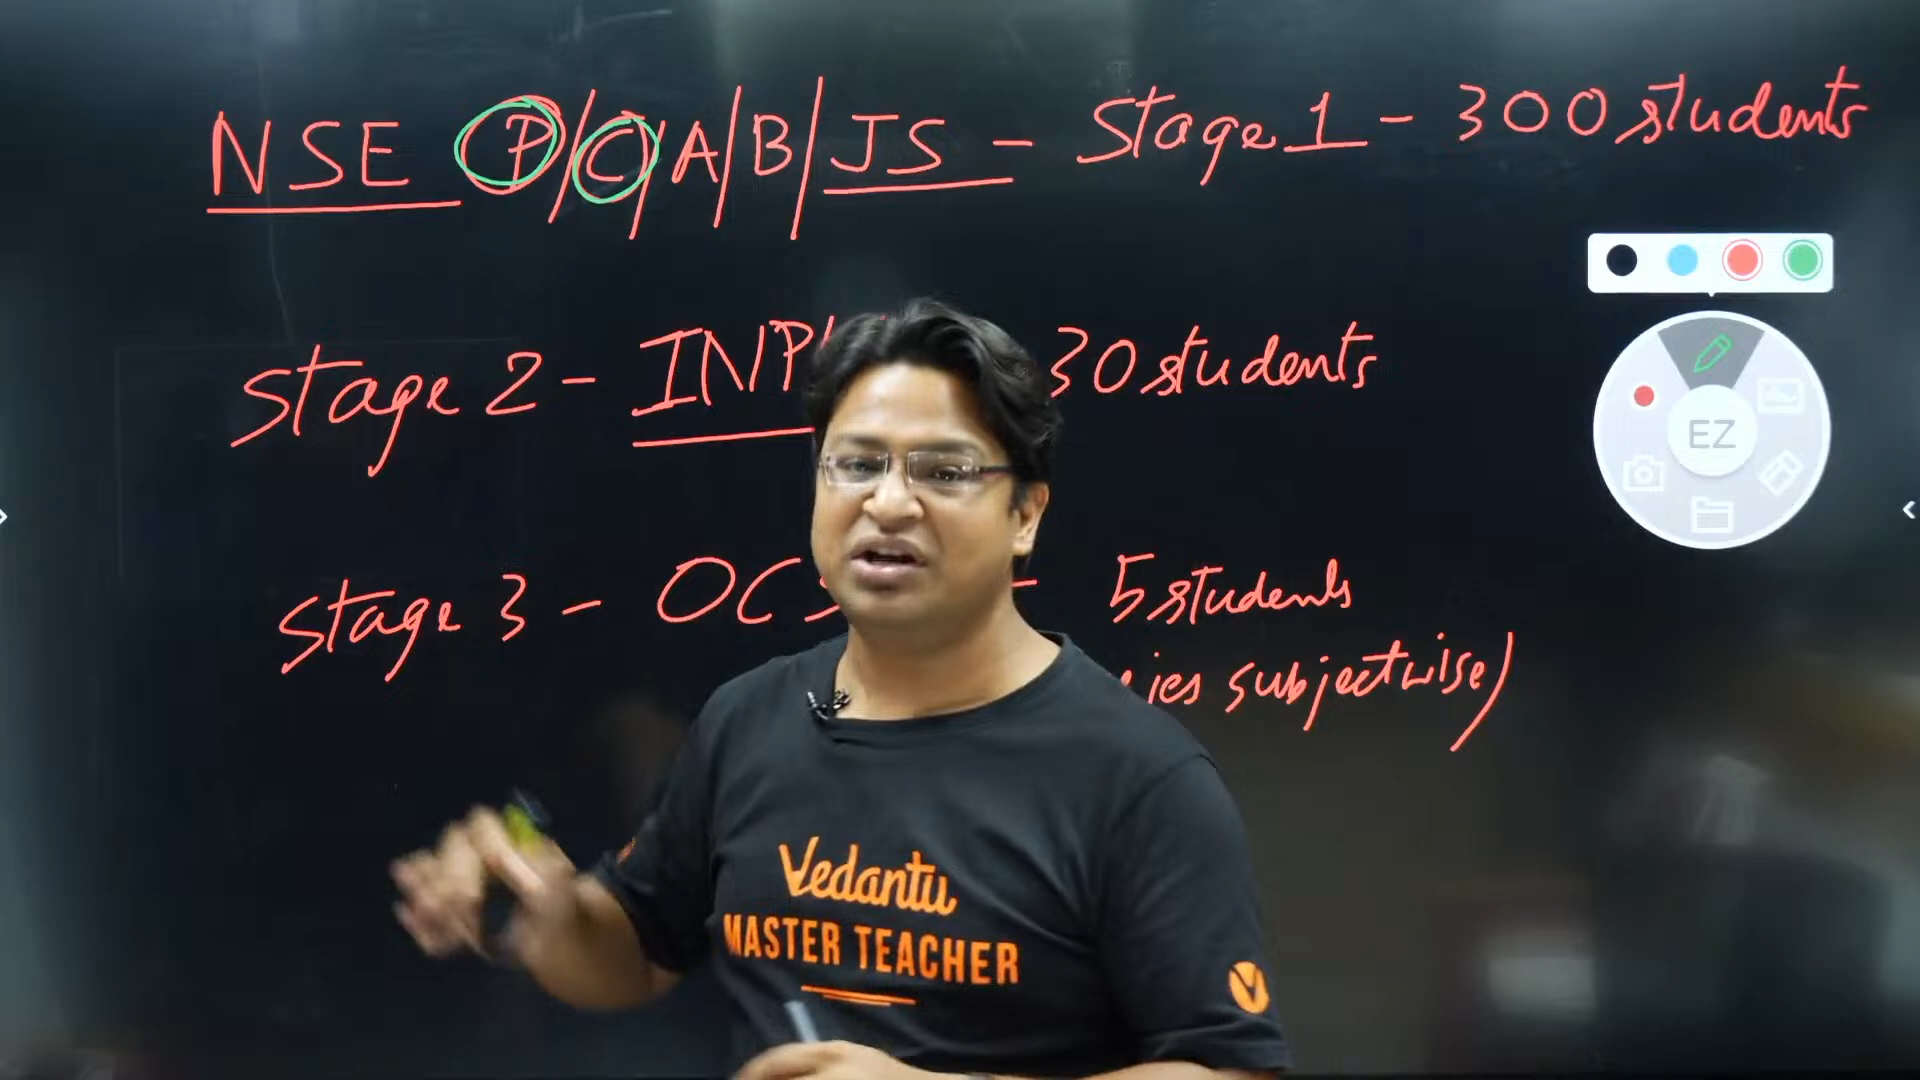 NSE P/C/A/B/JS - Stage 1 - 300 students
Stage 2 - INP 30 students
Stage 3 - OCS - 5 students
subjectwise)
EZ
Vedantu
MASTER TEACHER